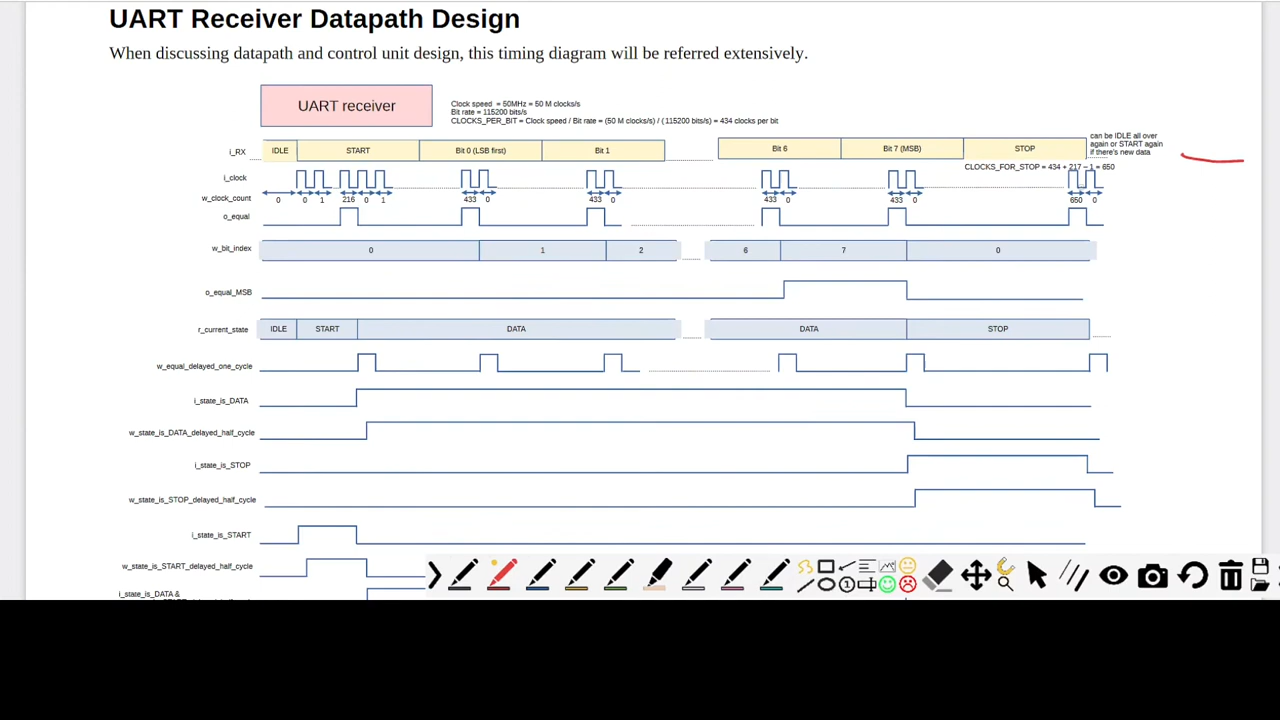 UART Receiver Datapath Design
When discussing datapath and control unit design, this timing diagram will be referred extensively.
UART receiver
Clock speed = 50MHz = 50 M clocks/s
Bit rate = 115200 bits/s
CLOCKS_PER_BIT = Clock speed / Bit rate = (50 M clocks/s) / (115200 bits/s) = 434 clocks per bit
can be IDLE all over
again or START again
if there's new data
i_RX IDLE START Bit 0 (LSB first) Bit 1 Bit 6 Bit 7 (MSB) STOP
CLOCKS_FOR_STOP = 434 + 217 – 1 = 650
i_clock
w_clock_count 0 0 1 216 0 1 433 0 433 0 433 0 433 0 650 0
o_equal
w_bit_index 0 1 2 6 7 0
o_equal_MSB
r_current_state IDLE START DATA DATA STOP
w_equal_delayed_one_cycle
i_state_is_DATA
w_state_is_DATA_delayed_half_cycle
i_state_is_STOP
w_state_is_STOP_delayed_half_cycle
i_state_is_START
w_state_is_START_delayed_half_cycle
i_state_is_DATA &